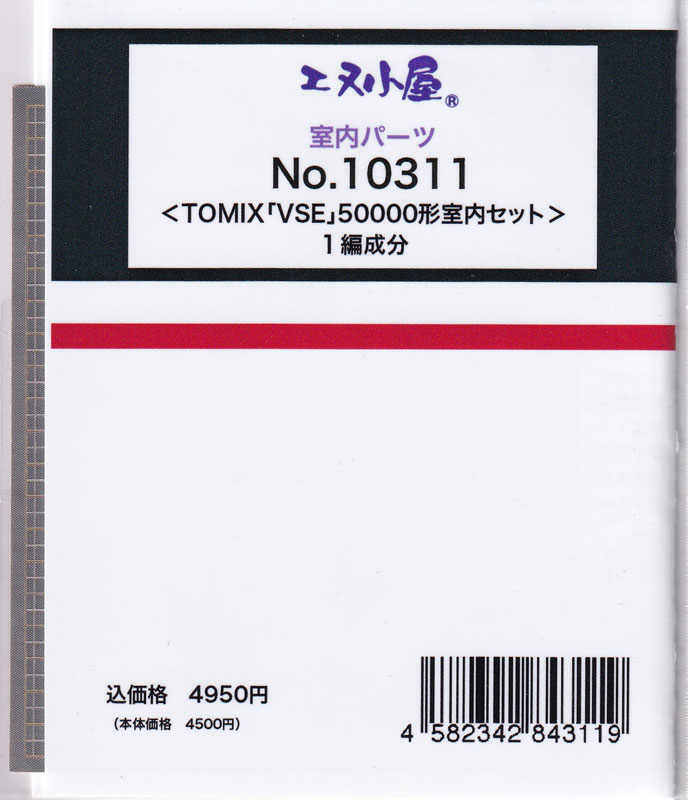 エヌ小屋®
室内パーツ
No.10311
<TOMIX「VSE」50000形室内セット>
1編成分
込価格 4950円
(本体価格 4500円)
4 582342 843119